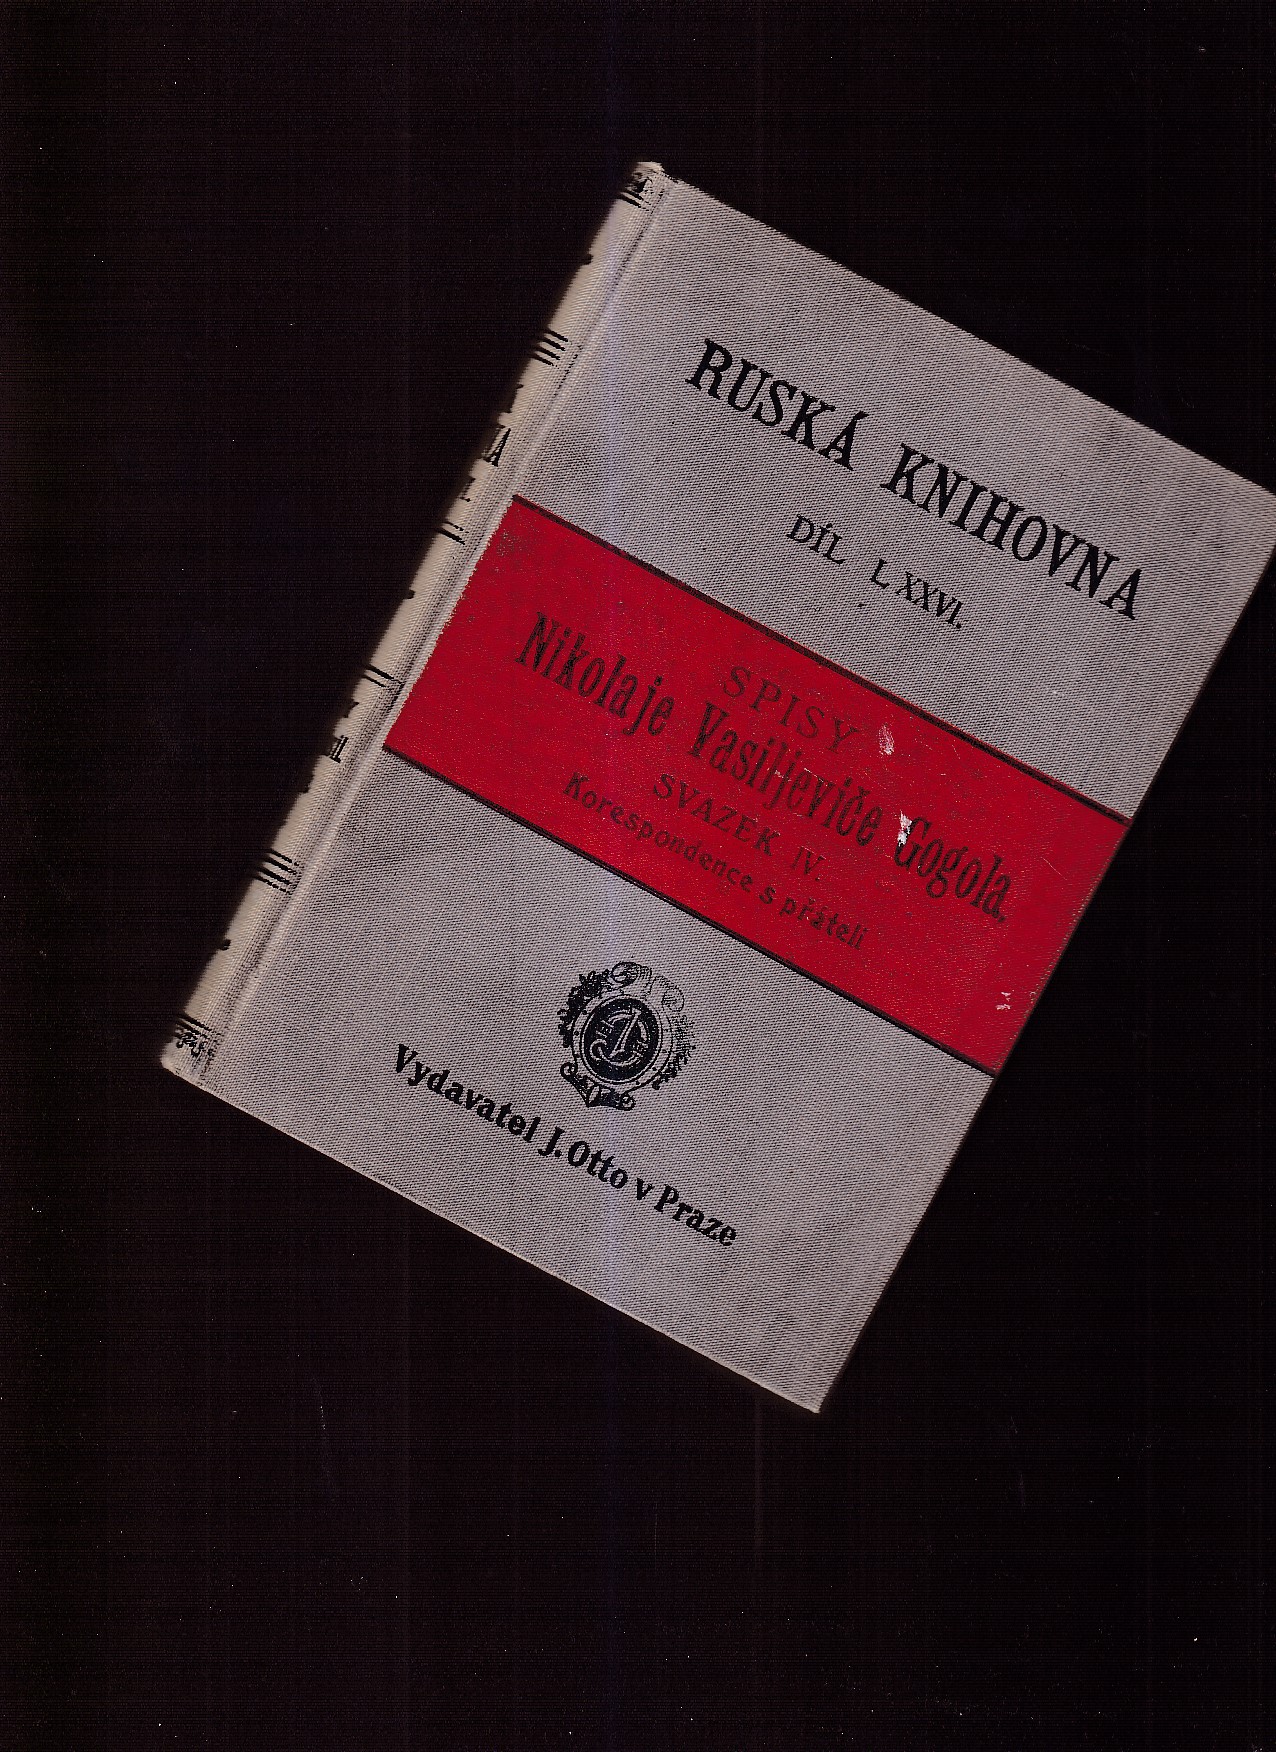 RUSKÁ KNIHOVNA
DÍL LXXVI.
SPISY
Nikolaje Vasiljeviče Gogola.
SVAZEK IV.
Korespondence s přáteli
Vydavatel J. Otto v Praze